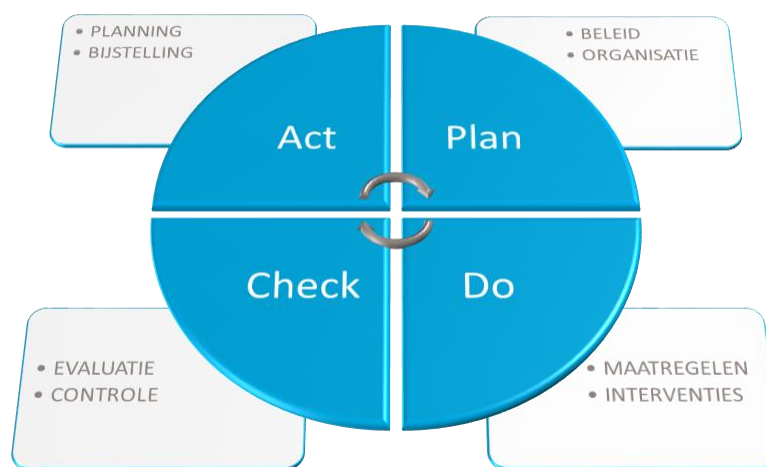 • PLANNING
• BIJSTELLING
• BELEID
• ORGANISATIE
Act
Plan
Check
Do
• EVALUATIE
• CONTROLE
• MAATREGELEN
• INTERVENTIES